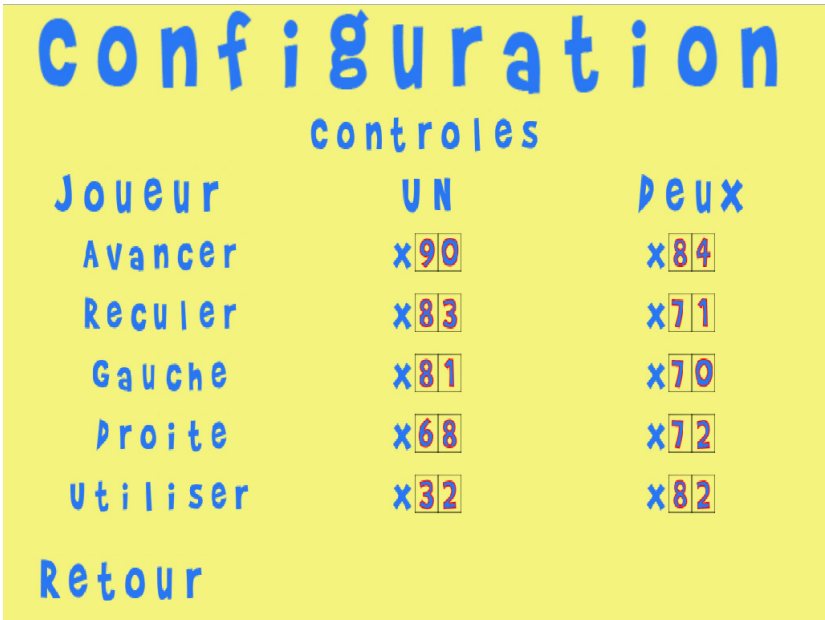 Configuration
Controles
Joueur UN Deux
Avancer x90 x84
Reculer x83 x71
Gauche x81 x70
Droite x68 x72
Utiliser x32 x82
Retour